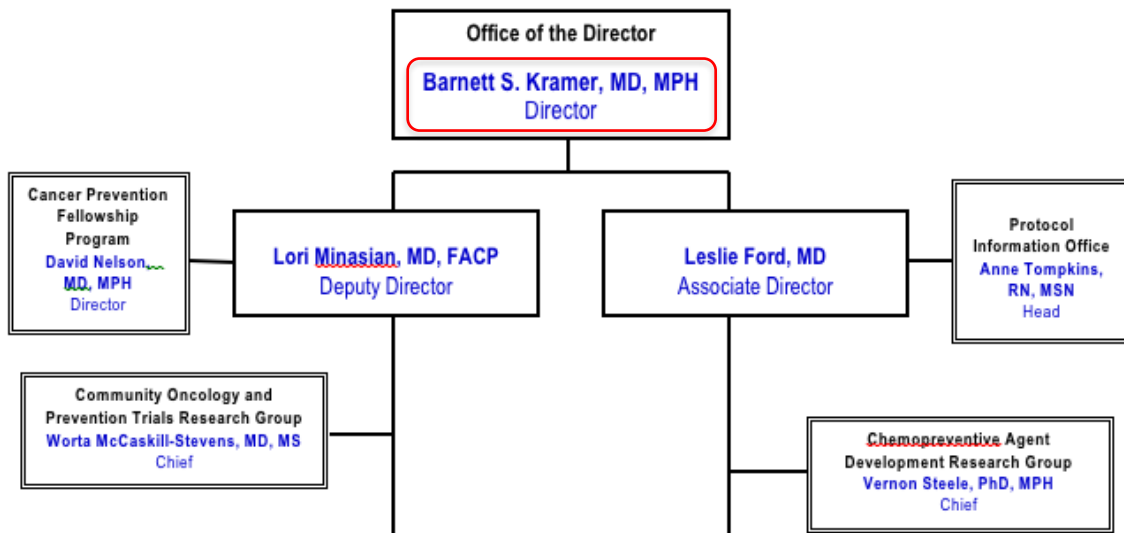 Office of the Director
Barnett S. Kramer, MD, MPH
Director
Cancer Prevention
Fellowship
Program
David Nelson,
MD, MPH
Director
Lori Minasian, MD, FACP
Deputy Director
Leslie Ford, MD
Associate Director
Protocol
Information Office
Anne Tompkins,
RN, MSN
Head
Community Oncology and
Prevention Trials Research Group
Worta McCaskill-Stevens, MD, MS
Chief
Chemopreventive Agent
Development Research Group
Vernon Steele, PhD, MPH
Chief